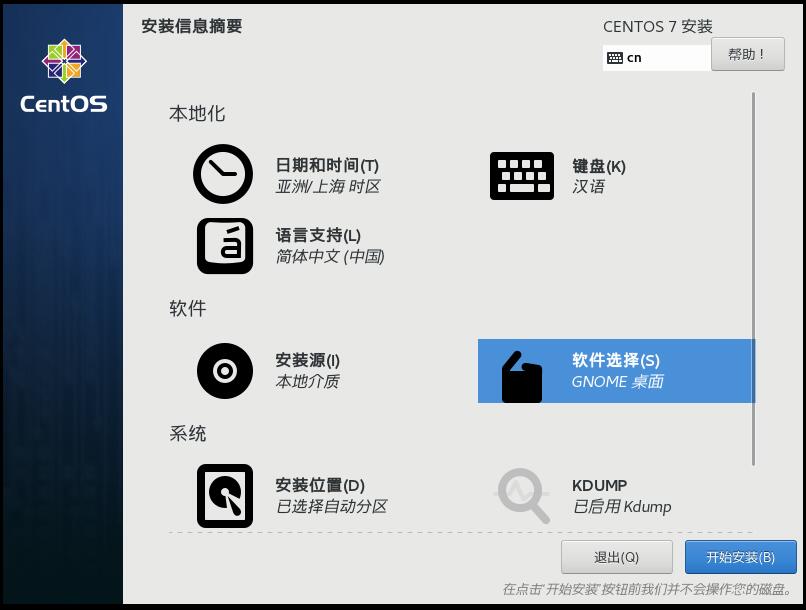 安装信息摘要
CENTOS 7 安装
cn
帮助！
CentOS
本地化
日期和时间(T)
亚洲/上海 时区
键盘(K)
汉语
语言支持(L)
简体中文 (中国)
软件
安装源(I)
本地介质
软件选择(S)
GNOME 桌面
系统
安装位置(D)
已选择自动分区
KDUMP
已启用 Kdump
退出(Q)
开始安装(B)
在点击'开始安装'按钮前我们并不会操作您的磁盘。